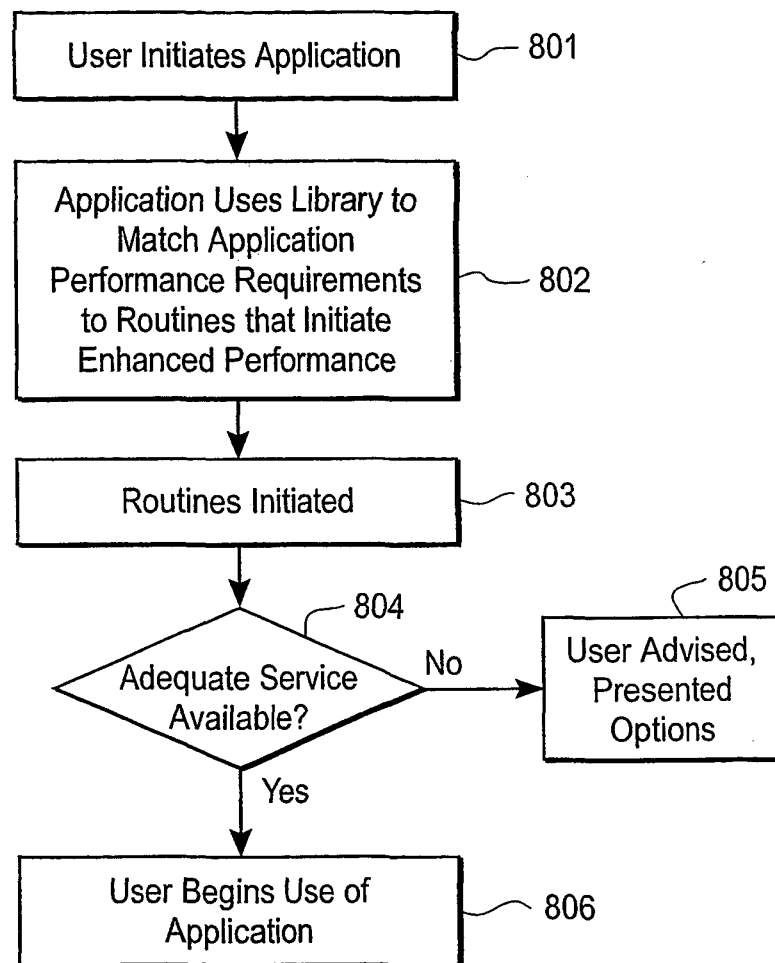 User Initiates Application
801
Application Uses Library to
Match Application
Performance Requirements
to Routines that Initiate
Enhanced Performance
802
Routines Initiated
803
804
Adequate Service
Available?
No
805
User Advised,
Presented
Options
Yes
User Begins Use of
Application
806